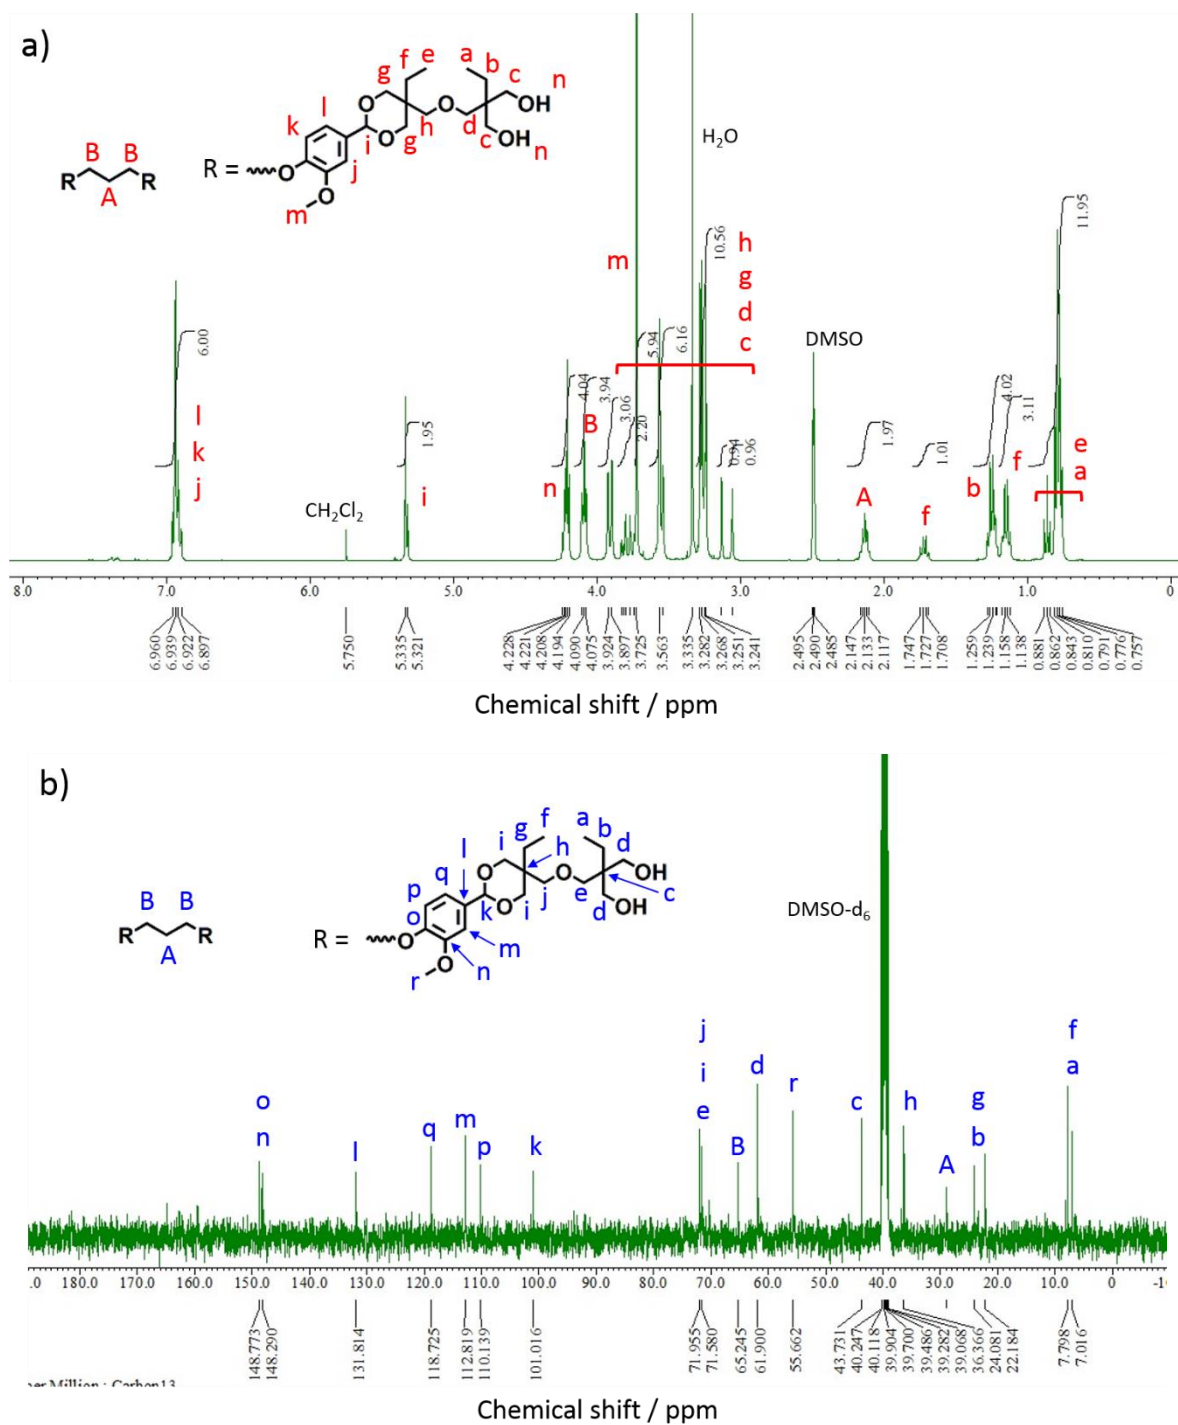 a)
f e a b
g c n
l O O OH
k O h d OH
i O g c n
B B
R R
A
R = O j
O
m
H2O
m
h
g
d
c
DMSO
l
k
j
i
CH2Cl2
n
B
A
f
b
f
e
a
6.00
1.95
4.04
3.94
3.06
2.20
5.94
6.16
10.56
0.94
0.96
1.97
1.01
4.02
3.11
11.95
8.0 7.0 6.0 5.0 4.0 3.0 2.0 1.0 0
6.960
6.939
6.922
6.897
5.750
5.335
5.321
4.228
4.221
4.208
4.194
4.090
4.075
3.924
3.897
3.725
3.563
3.335
3.282
3.268
3.251
3.241
2.495
2.490
2.485
2.147
2.133
2.117
1.747
1.727
1.708
1.259
1.239
1.158
1.138
0.881
0.862
0.843
0.810
0.791
0.776
0.757
Chemical shift / ppm
b)
f a
g b d
l i h
q O O OH
p k O j e OH c
o i d
B B
R R
A
R = O m
O n
r
DMSO-d6
o
n
l
q
m
p
k
j
i
e
B
d
r
c
h
A
g
b
f
a
180.0 170.0 160.0 150.0 140.0 130.0 120.0 110.0 100.0 90.0 80.0 70.0 60.0 50.0 40.0 30.0 20.0 10.0 0
148.773
148.290
131.814
118.725
112.819
110.139
101.016
71.955
71.580
65.245
61.900
55.662
43.731
40.247
40.118
39.904
39.700
39.486
39.282
39.068
36.366
24.081
22.184
7.798
7.016
Chemical shift / ppm